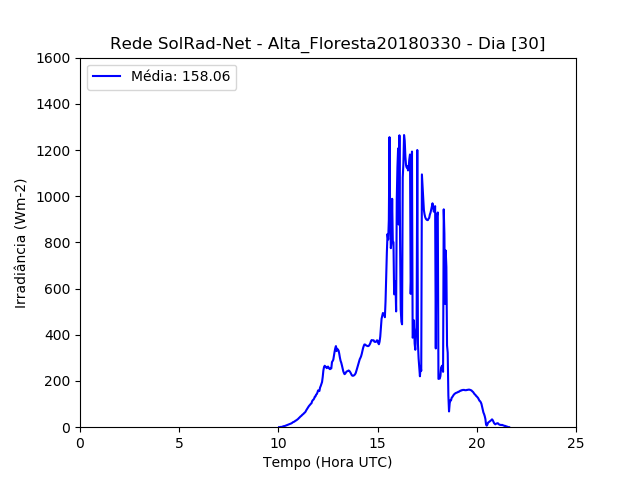 Rede SolRad-Net - Alta_Floresta20180330 - Dia [30]
Média: 158.06
1600
1400
1200
1000
800
600
400
200
0
Irradiância (Wm-2)
0 5 10 15 20 25
Tempo (Hora UTC)